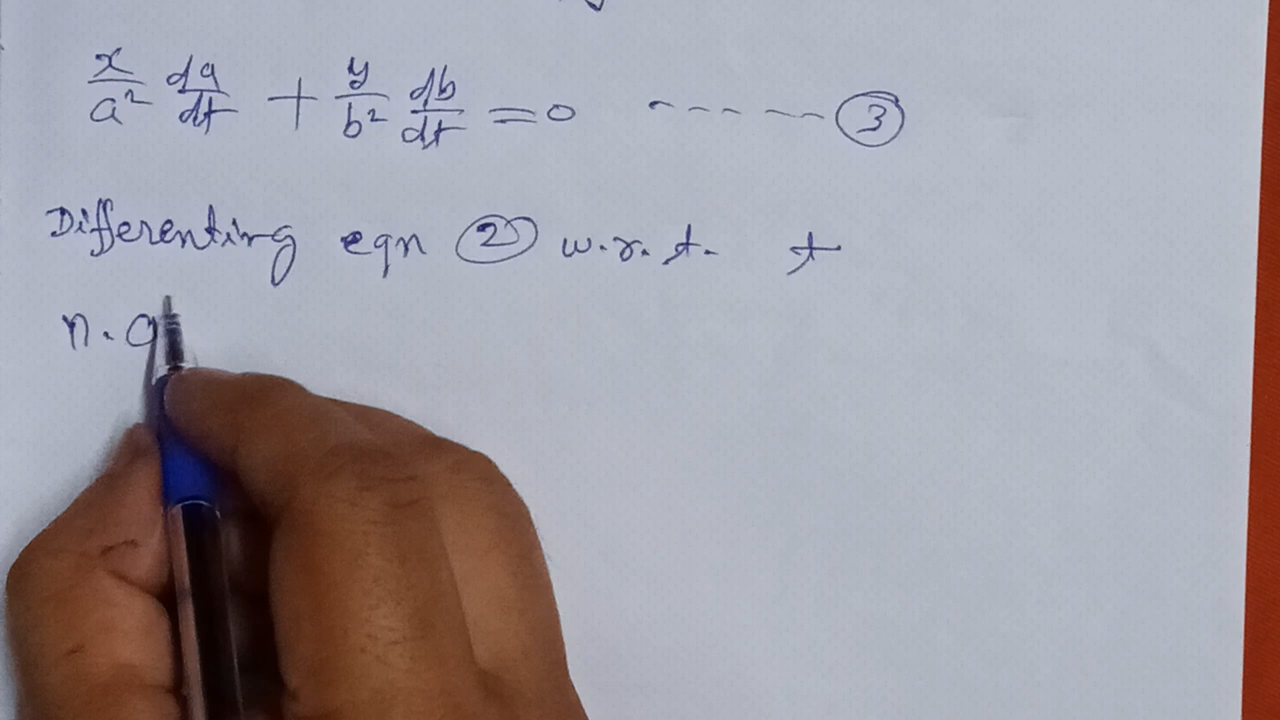 x/a² da/dt + y/b² db/dt = 0 ------ ③
Differenting eqn ② w.r.t. t
n. a